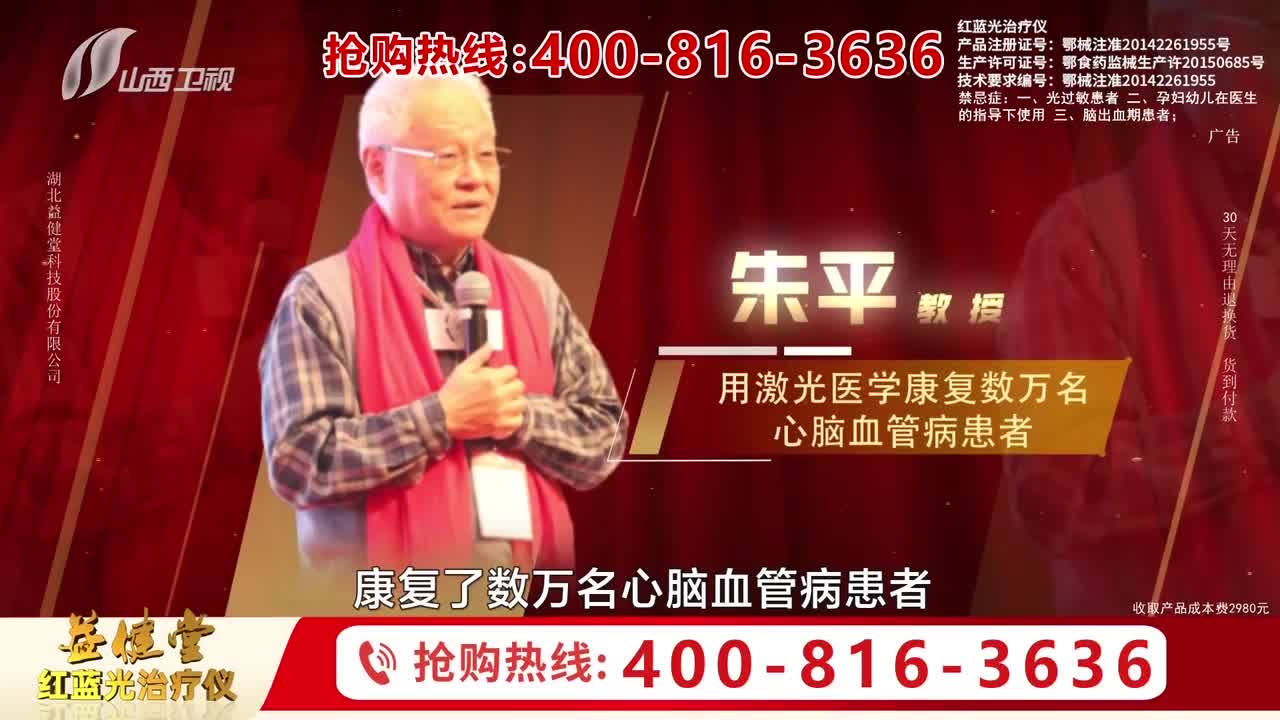 山西卫视
抢购热线:400-816-3636
红蓝光治疗仪
产品注册证号：鄂械注准20142261955号
生产许可证号：鄂食药监械生产许20150685号
技术要求编号：鄂械注准20142261955
禁忌症：一、光过敏患者 二、孕妇幼儿在医生
的指导下使用 三、脑出血期患者；
广告
湖北益健堂科技股份有限公司
30天无理由退换货 货到付款
朱平 教授
用激光医学康复数万名
心脑血管病患者
康复了数万名心脑血管病患者
收取产品成本费2980元
益健堂
红蓝光治疗仪
抢购热线:400-816-3636